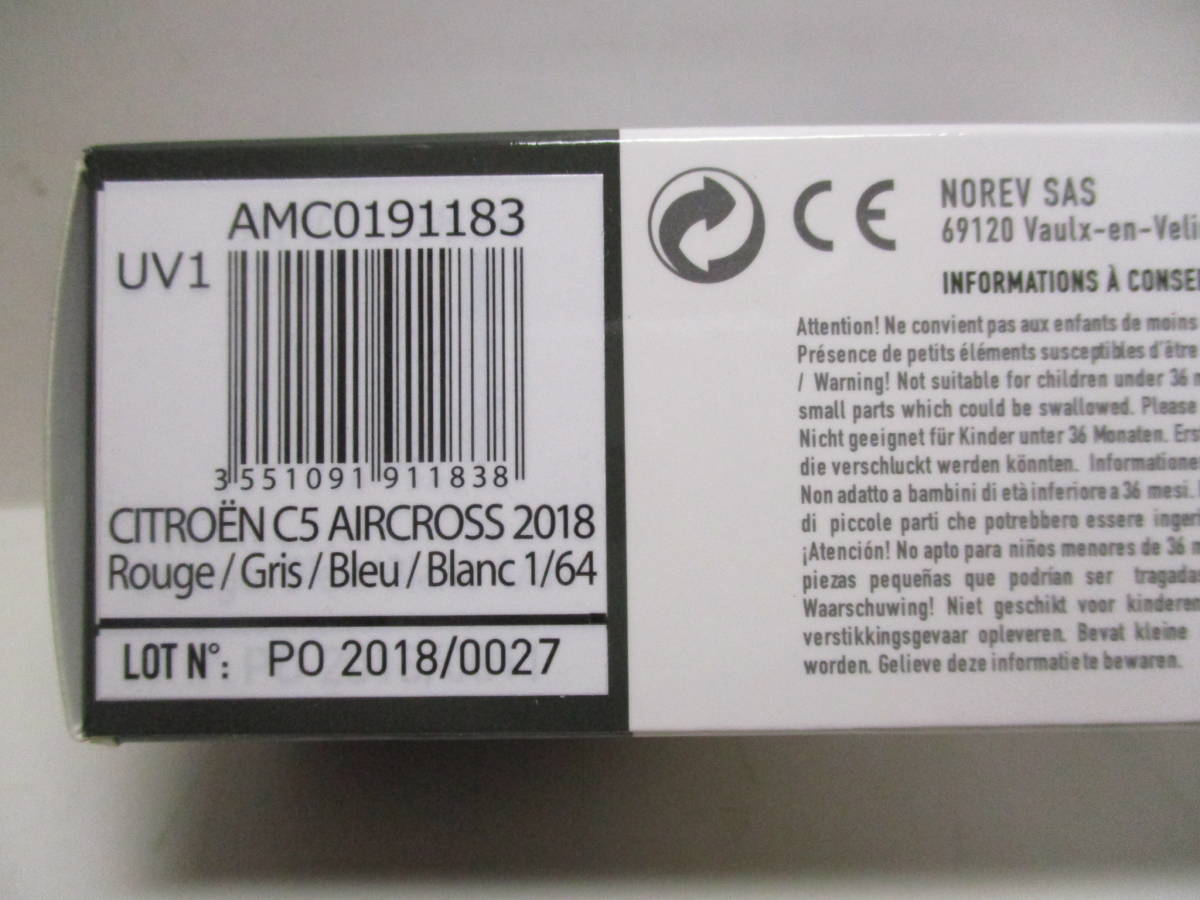 AMC0191183
UV1
3 551091 911838
CITROËN C5 AIRCROSS 2018
Rouge / Gris / Bleu / Blanc 1/64
LOT N°: PO 2018/0027
CE
NOREV SAS
69120 Vaulx-en-Veli
INFORMATIONS À CONSE
Attention! Ne convient pas aux enfants de moins
Présence de petits éléments susceptibles d'être
/ Warning! Not suitable for children under 36
small parts which could be swallowed. Please
Nicht geeignet für Kinder unter 36 Monaten. Ers
die verschluckt werden könnten. Informatione
Non adatto a bambini di età inferiore a 36 mesi.
di piccole parti che potrebbero essere inger
¡Atención! No apto para niños menores de 36
piezas pequeñas que podrían ser tragadas
Waarschuwing! Niet geschikt voor kinderen
verstikkingsgevaar opleveren. Bevat kleine
worden. Gelieve deze informatie te bewaren.